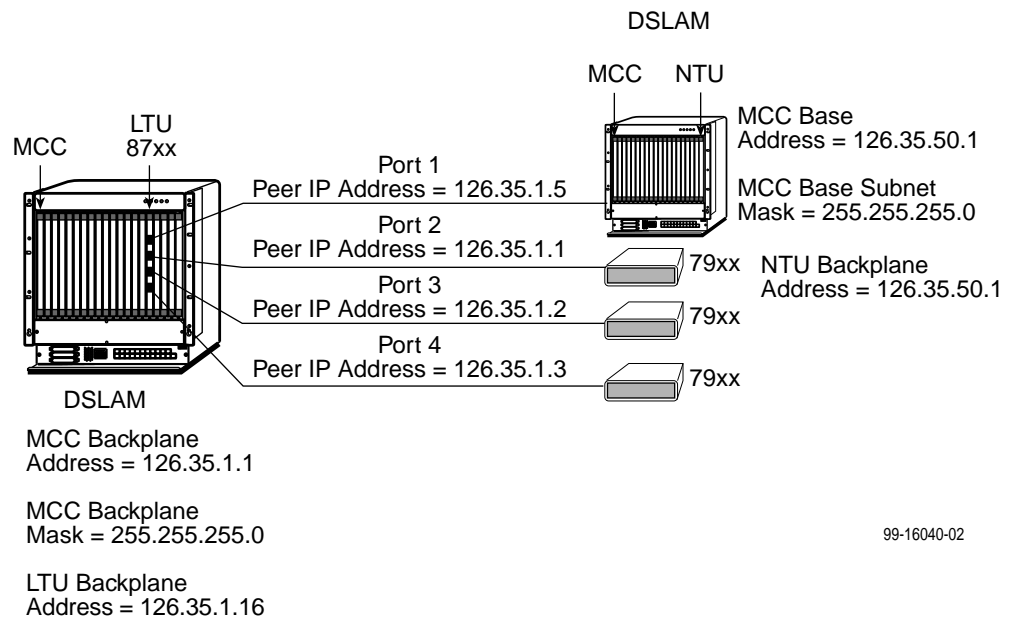 DSLAM
MCC NTU
MCC Base
Address = 126.35.50.1
MCC Base Subnet
Mask = 255.255.255.0
LTU
87xx
MCC
Port 1
Peer IP Address = 126.35.1.5
Port 2
Peer IP Address = 126.35.1.1
79xx
NTU Backplane
Address = 126.35.50.1
Port 3
Peer IP Address = 126.35.1.2
79xx
Port 4
Peer IP Address = 126.35.1.3
79xx
DSLAM
MCC Backplane
Address = 126.35.1.1
MCC Backplane
Mask = 255.255.255.0
99-16040-02
LTU Backplane
Address = 126.35.1.16